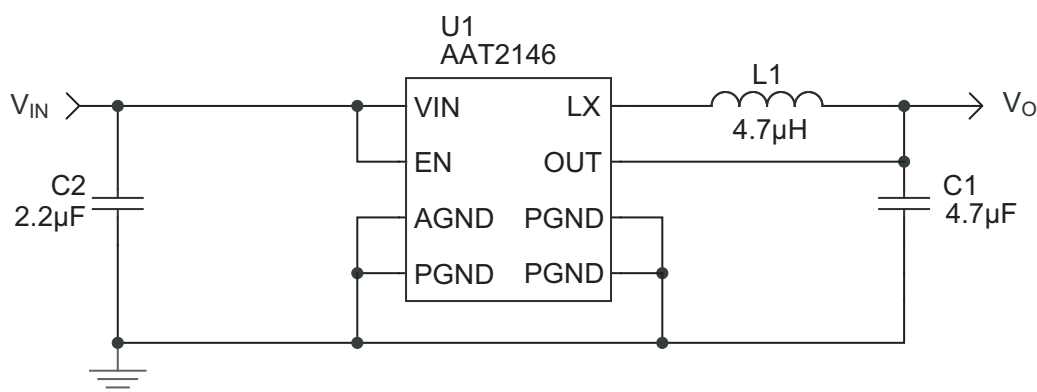 U1
AAT2146
L1
V_IN
VIN
LX
V_O
4.7μH
EN
OUT
C2
2.2μF
C1
4.7μF
AGND
PGND
PGND
PGND